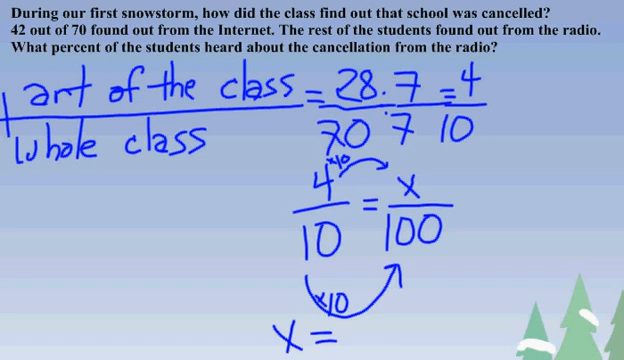 During our first snowstorm, how did the class find out that school was cancelled?
42 out of 70 found out from the Internet. The rest of the students found out from the radio.
What percent of the students heard about the cancellation from the radio?
part of the class = 28 ÷ 7 = 4
whole class 70 ÷ 7 10
x10
4 = x
10 100
x10
x =